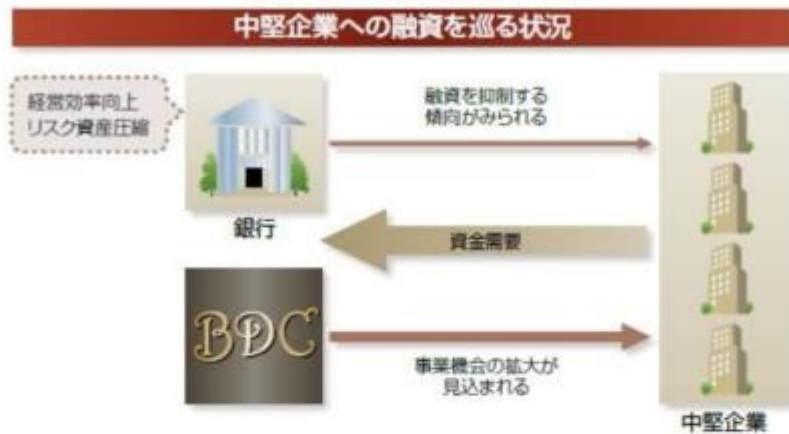 中堅企業への融資を巡る状況
経営効率向上
リスク資産圧縮
融資を抑制する
傾向がみられる
銀行
資金需要
BDC
事業機会の拡大が
見込まれる
中堅企業